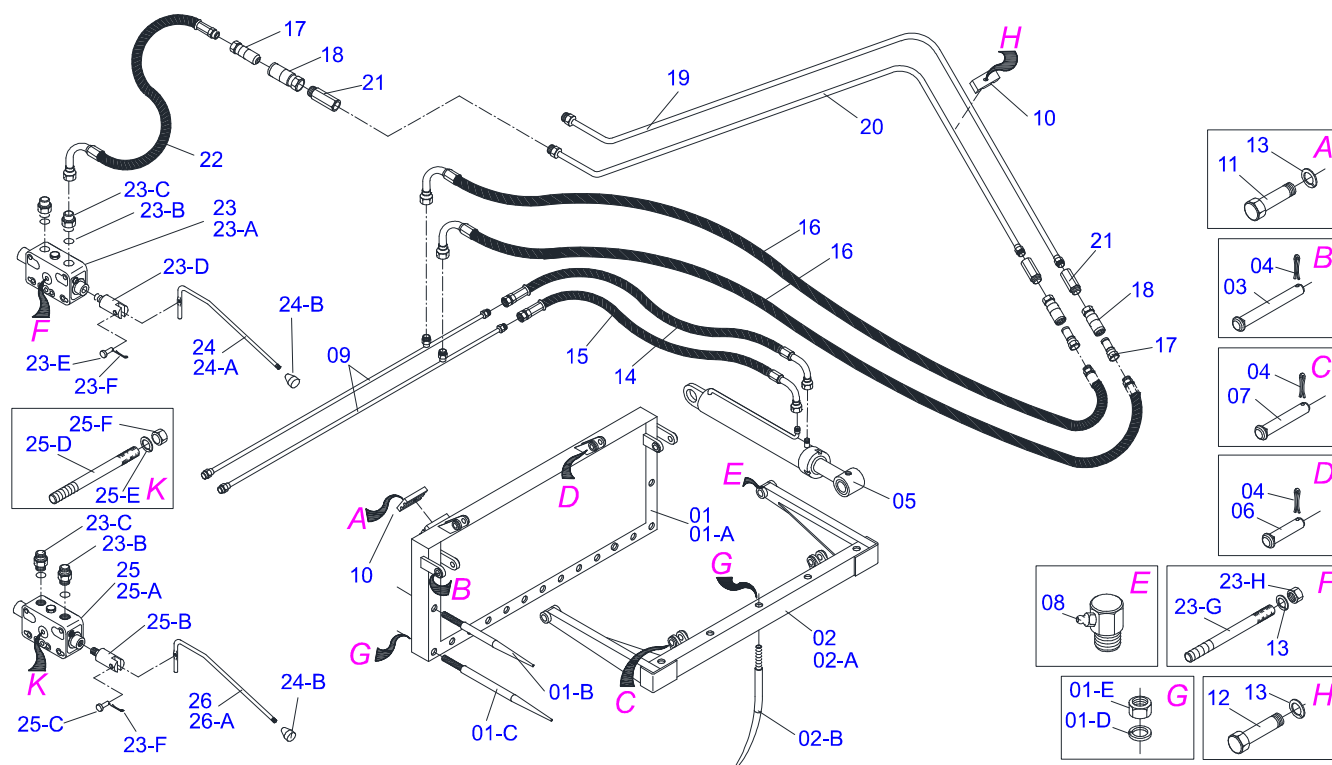 17
18
21
H
19
20
10
22
23-C
23-B
23
23-A
23-D
F
24-B
24
24-A
23-E
23-F
16
16
21
18
17
15
14
09
05
A
13
11
B
04
03
C
04
07
D
04
06
E
08
F
23-H
23-G
13
G
01-E
01-D
H
13
12
25-F
25-D
25-E
K
23-C
23-B
25
25-A
25-B
K
24-B
26
26-A
25-C
23-F
A
10
D
E
01
01-A
B
G
G
02
02-A
C
01-B
01-C
02-B